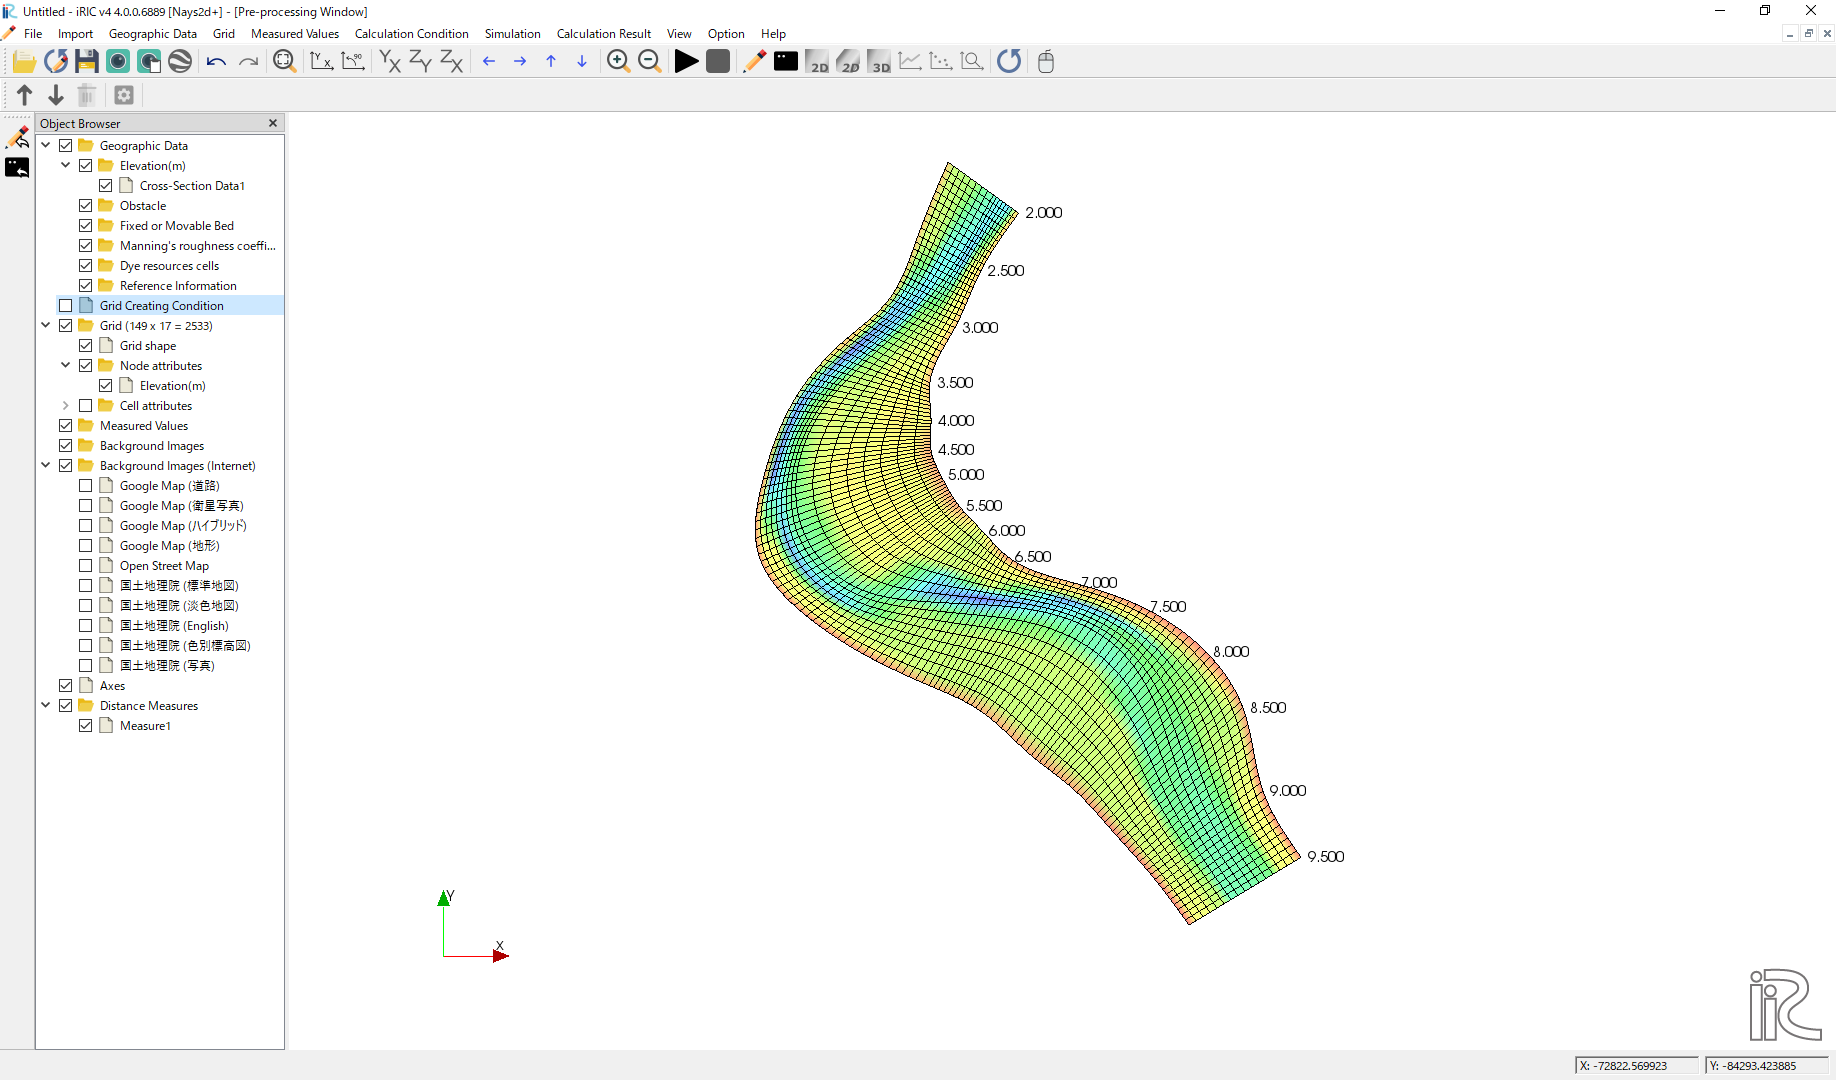 Untitled - iRIC v4 4.0.0.6889 [Nays2d+] - [Pre-processing Window]
File Import Geographic Data Grid Measured Values Calculation Condition Simulation Calculation Result View Option Help
Y X -90 Y X Z Y Z X 2D 2D 3D
Object Browser
Geographic Data
Elevation(m)
Cross-Section Data1
Obstacle
Fixed or Movable Bed
Manning's roughness coeffi...
Dye resources cells
Reference Information
Grid Creating Condition
Grid (149 x 17 = 2533)
Grid shape
Node attributes
Elevation(m)
Cell attributes
Measured Values
Background Images
Background Images (Internet)
Google Map (道路)
Google Map (衛星写真)
Google Map (ハイブリッド)
Google Map (地形)
Open Street Map
国土地理院 (標準地図)
国土地理院 (淡色地図)
国土地理院 (English)
国土地理院 (色別標高図)
国土地理院 (写真)
Axes
Distance Measures
Measure1
2.000
2.500
3.000
3.500
4.000
4.500
5.000
5.500
6.000
6.500
7.000
7.500
8.000
8.500
9.000
9.500
Y
X
iRiC
X: -72822.569923
Y: -84293.423885